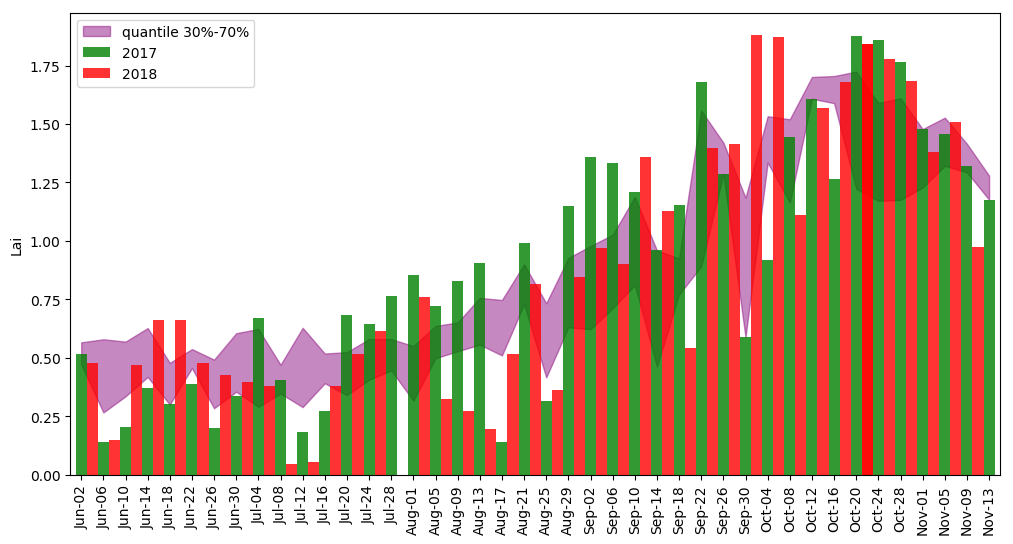 quantile 30%-70%
2017
2018
Lai
1.75
1.50
1.25
1.00
0.75
0.50
0.25
0.00
Jun-02
Jun-06
Jun-10
Jun-14
Jun-18
Jun-22
Jun-26
Jun-30
Jul-04
Jul-08
Jul-12
Jul-16
Jul-20
Jul-24
Jul-28
Aug-01
Aug-05
Aug-09
Aug-13
Aug-17
Aug-21
Aug-25
Aug-29
Sep-02
Sep-06
Sep-10
Sep-14
Sep-18
Sep-22
Sep-26
Sep-30
Oct-04
Oct-08
Oct-12
Oct-16
Oct-20
Oct-24
Oct-28
Nov-01
Nov-05
Nov-09
Nov-13